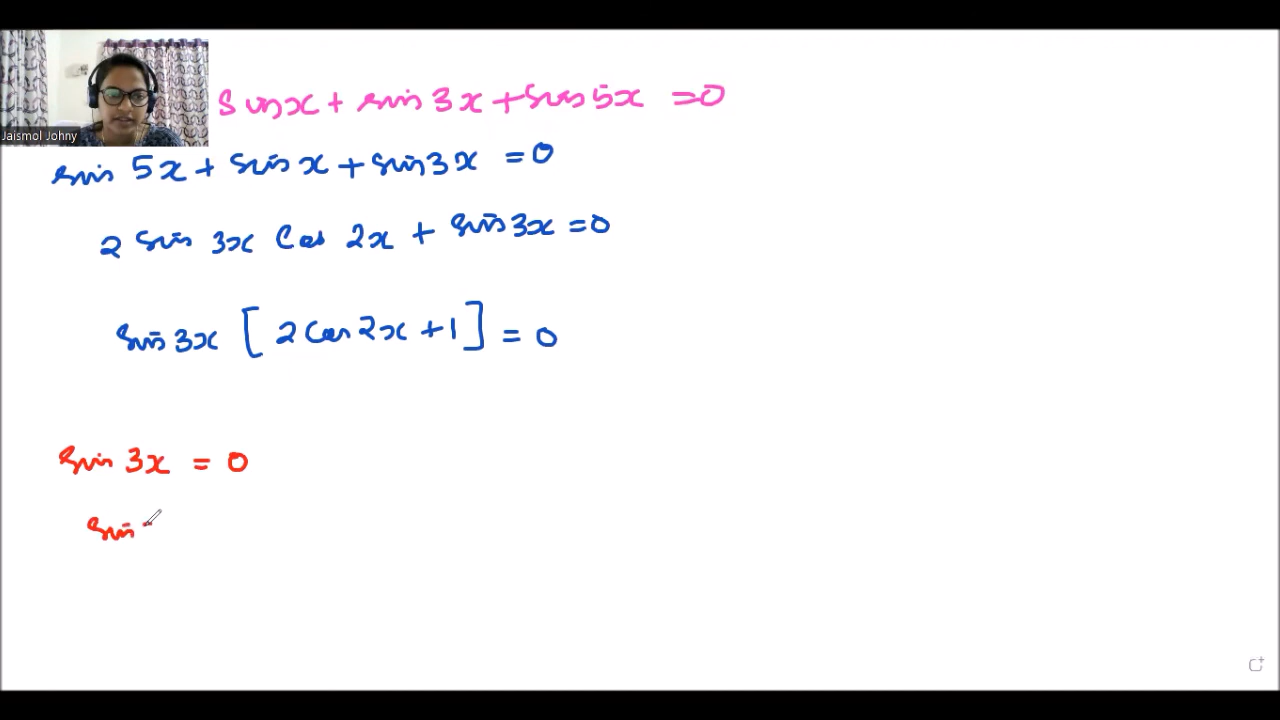 sin x + sin 3x + sin 5x = 0
Jaismol Johny
sin 5x + sin x + sin 3x = 0
2 sin 3x cos 2x + sin 3x = 0
sin 3x [ 2 cos 2x + 1 ] = 0
sin 3x = 0
sin